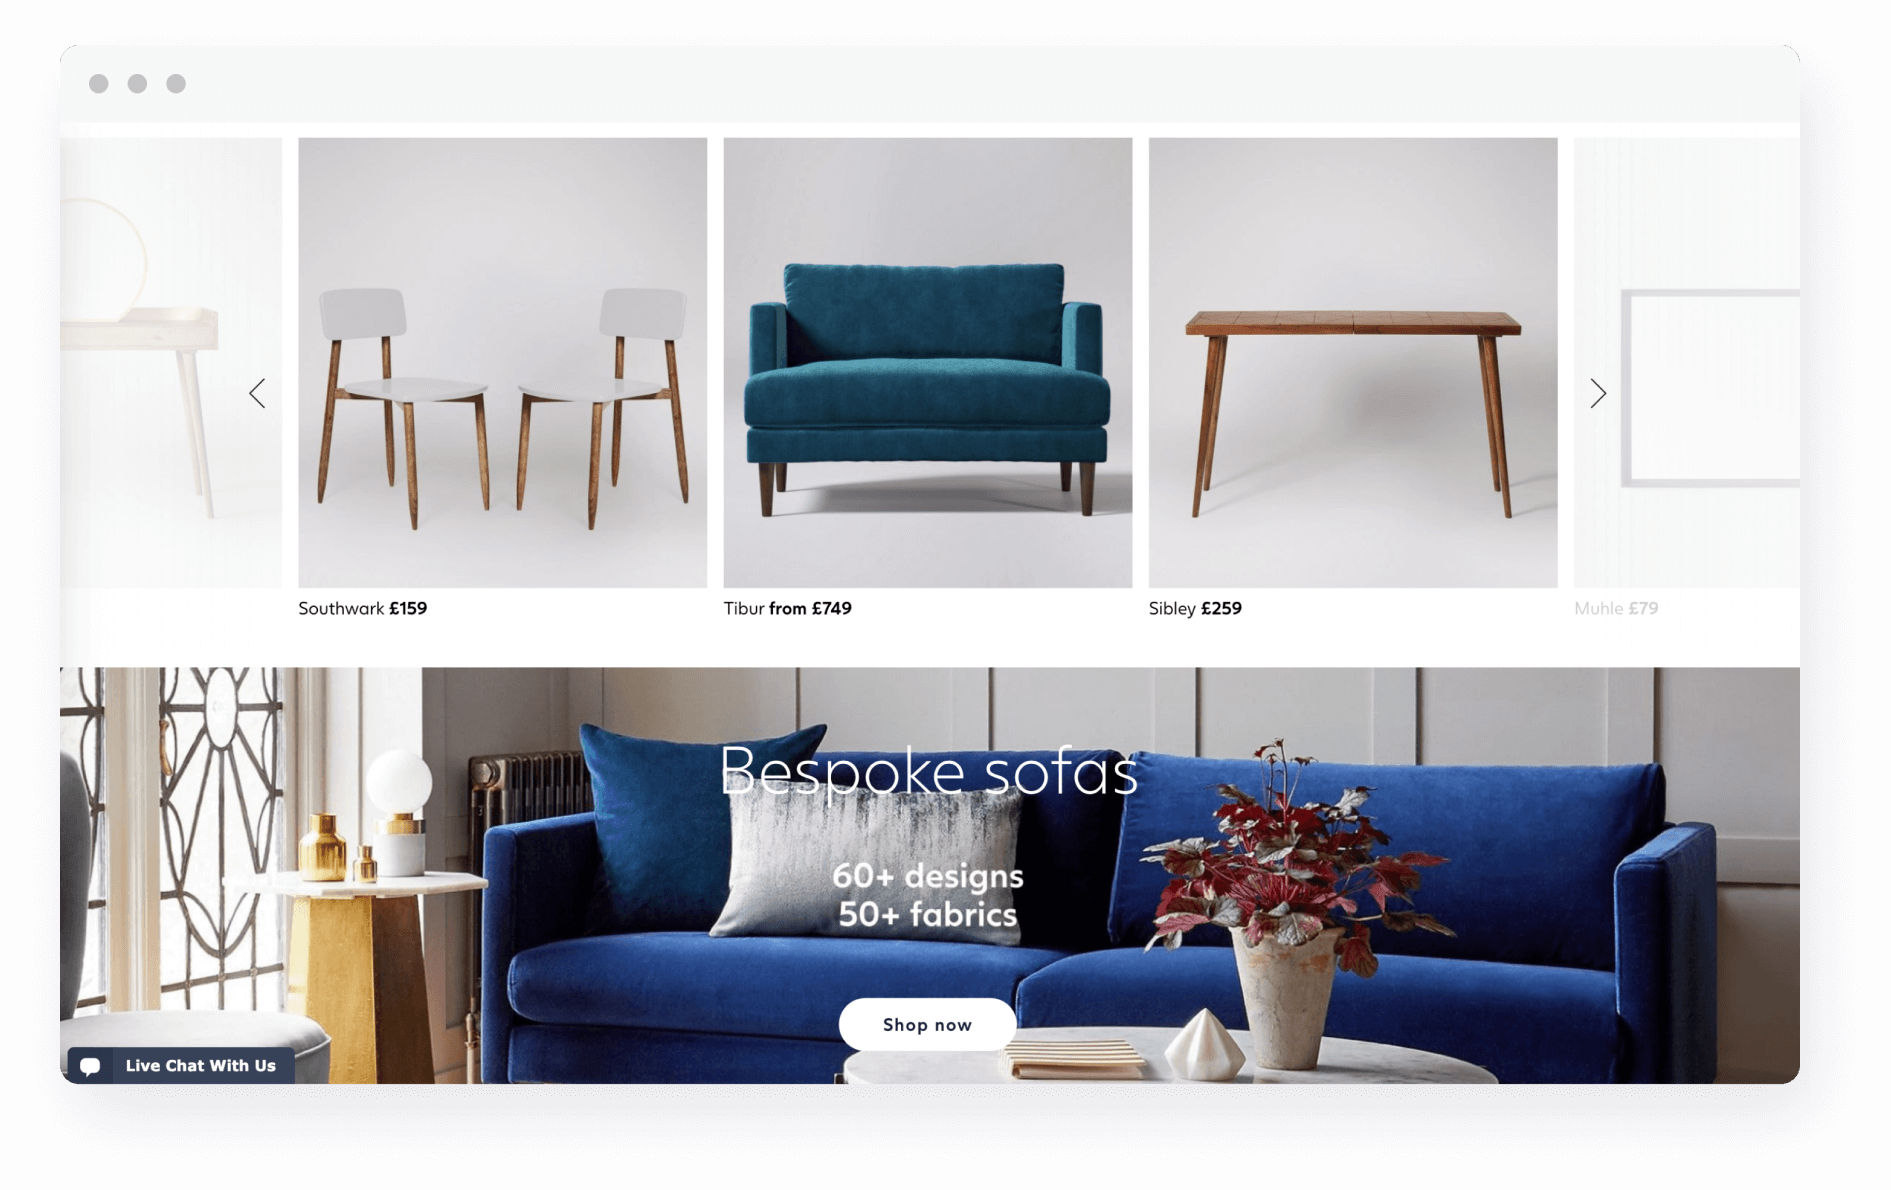 Southwark £159
Tibur from £749
Sibley £259
Muhle £79
Bespoke sofas
60+ designs
50+ fabrics
Shop now
Live Chat With Us